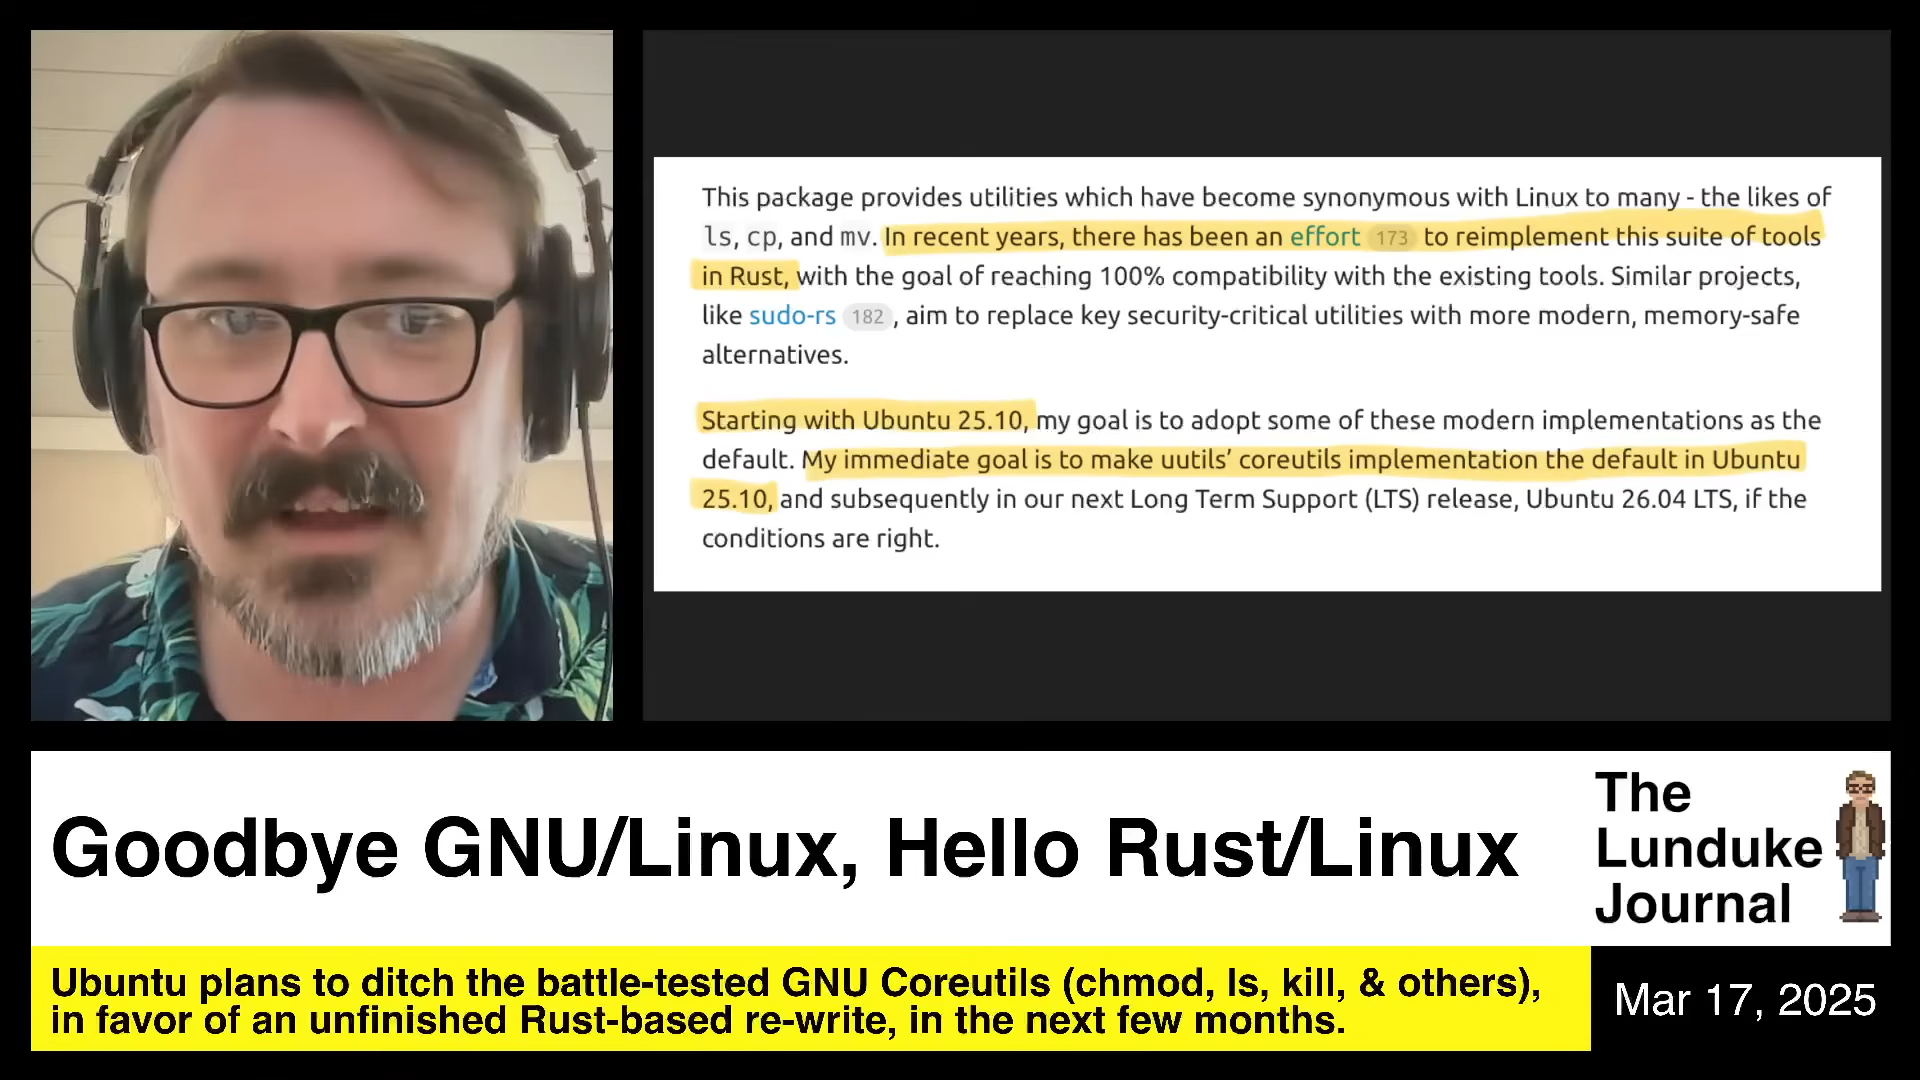 This package provides utilities which have become synonymous with Linux to many - the likes of
ls, cp, and mv. In recent years, there has been an effort 173 to reimplement this suite of tools
in Rust, with the goal of reaching 100% compatibility with the existing tools. Similar projects,
like sudo-rs 182 , aim to replace key security-critical utilities with more modern, memory-safe
alternatives.
Starting with Ubuntu 25.10, my goal is to adopt some of these modern implementations as the
default. My immediate goal is to make uutils’ coreutils implementation the default in Ubuntu
25.10, and subsequently in our next Long Term Support (LTS) release, Ubuntu 26.04 LTS, if the
conditions are right.
Goodbye GNU/Linux, Hello Rust/Linux
The
Lunduke
Journal
Ubuntu plans to ditch the battle-tested GNU Coreutils (chmod, ls, kill, & others),
in favor of an unfinished Rust-based re-write, in the next few months.
Mar 17, 2025